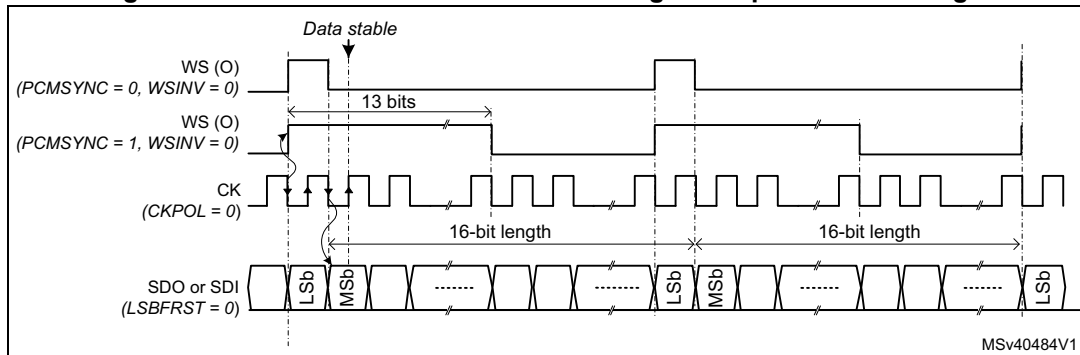 Data stable
WS (O)
(PCMSYNC = 0, WSINV = 0)
13 bits
WS (O)
(PCMSYNC = 1, WSINV = 0)
CK
(CKPOL = 0)
16-bit length
16-bit length
SDO or SDI
(LSBFRST = 0)
LSb
MSb
LSb
MSb
LSb
MSv40484V1